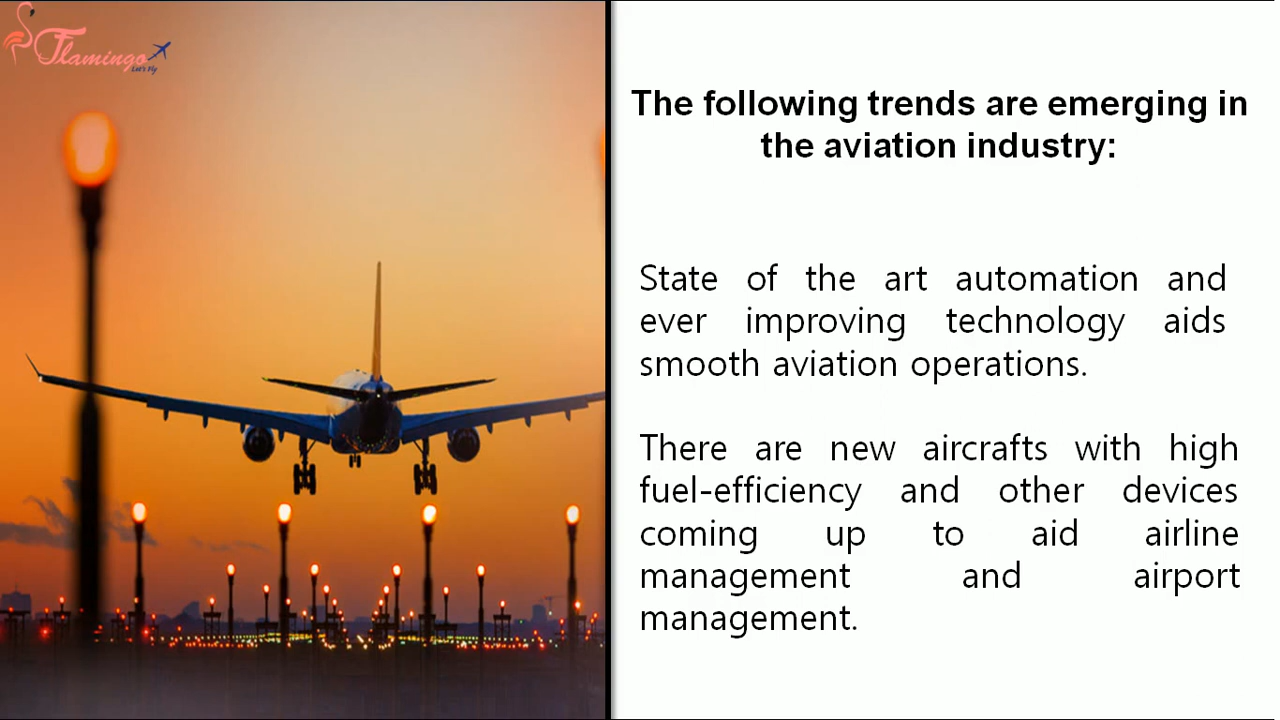 Flamingo
Let's Fly
The following trends are emerging in
the aviation industry:
State of the art automation and
ever improving technology aids
smooth aviation operations.
There are new aircrafts with high
fuel-efficiency and other devices
coming up to aid airline
management and airport
management.